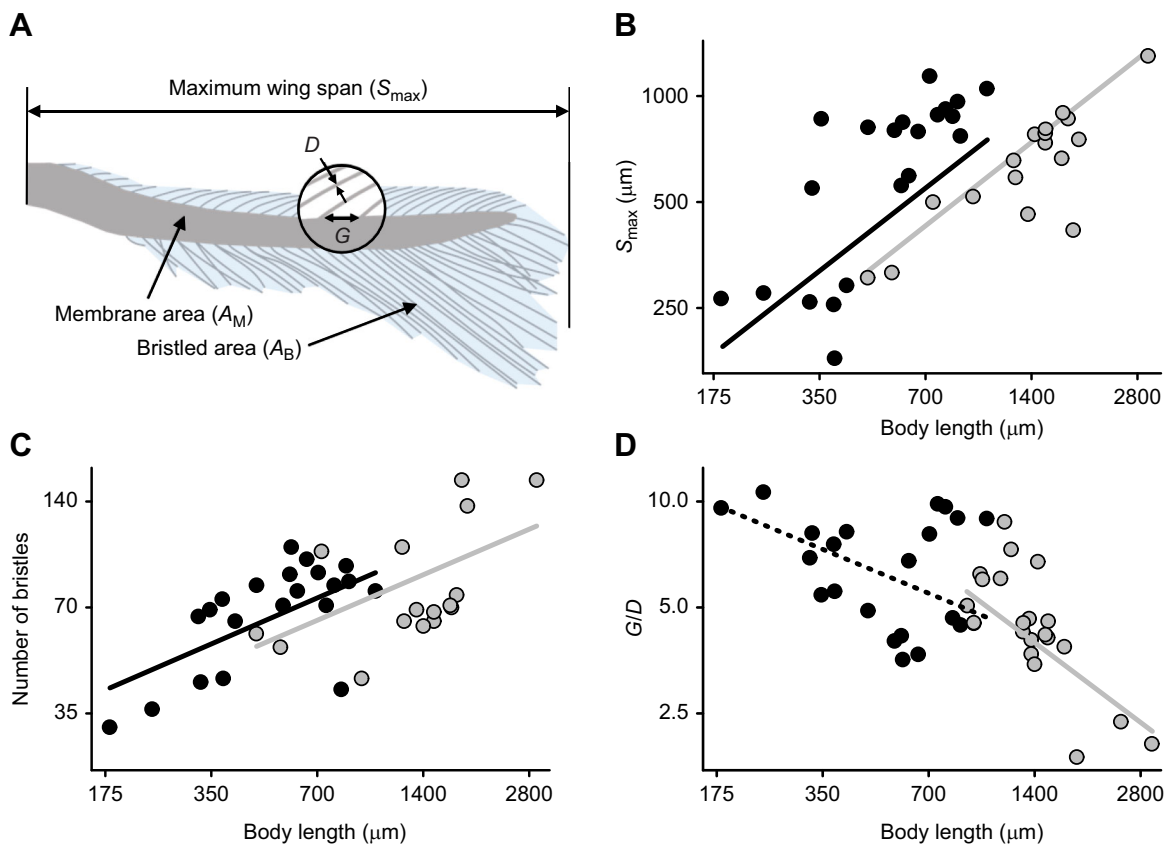 A
Maximum wing span (Smax)
D
G
Membrane area (AM)
Bristled area (AB)
B
Smax (μm)
1000
500
250
175 350 700 1400 2800
Body length (μm)
C
Number of bristles
140
70
35
175 350 700 1400 2800
Body length (μm)
D
G/D
10.0
5.0
2.5
175 350 700 1400 2800
Body length (μm)